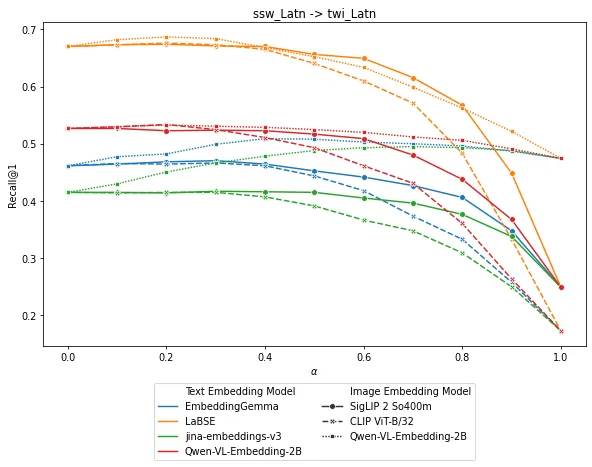 ssw_Latn -> twi_Latn
Recall@1
0.7
0.6
0.5
0.4
0.3
0.2
0.0 0.2 0.4 0.6 0.8 1.0
α
Text Embedding Model
EmbeddingGemma
LaBSE
jina-embeddings-v3
Qwen-VL-Embedding-2B
Image Embedding Model
SigLIP 2 So400m
CLIP ViT-B/32
Qwen-VL-Embedding-2B